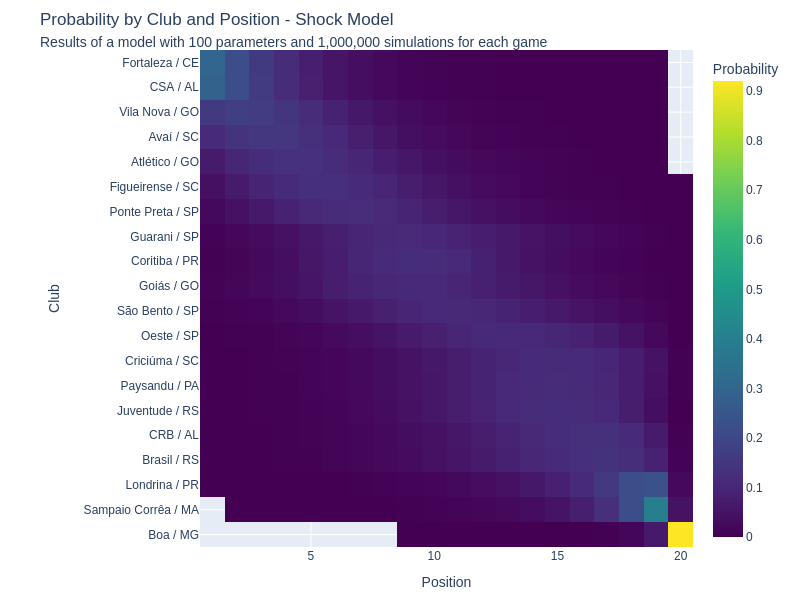 Probability by Club and Position - Shock Model
Results of a model with 100 parameters and 1,000,000 simulations for each game
Probability
Fortaleza / CE
CSA / AL
Vila Nova / GO
Avaí / SC
Atlético / GO
Figueirense / SC
Ponte Preta / SP
Guarani / SP
Coritiba / PR
Goiás / GO
São Bento / SP
Oeste / SP
Criciúma / SC
Paysandu / PA
Juventude / RS
CRB / AL
Brasil / RS
Londrina / PR
Sampaio Corrêa / MA
Boa / MG
Club
5
10
15
20
Position
0.9
0.8
0.7
0.6
0.5
0.4
0.3
0.2
0.1
0